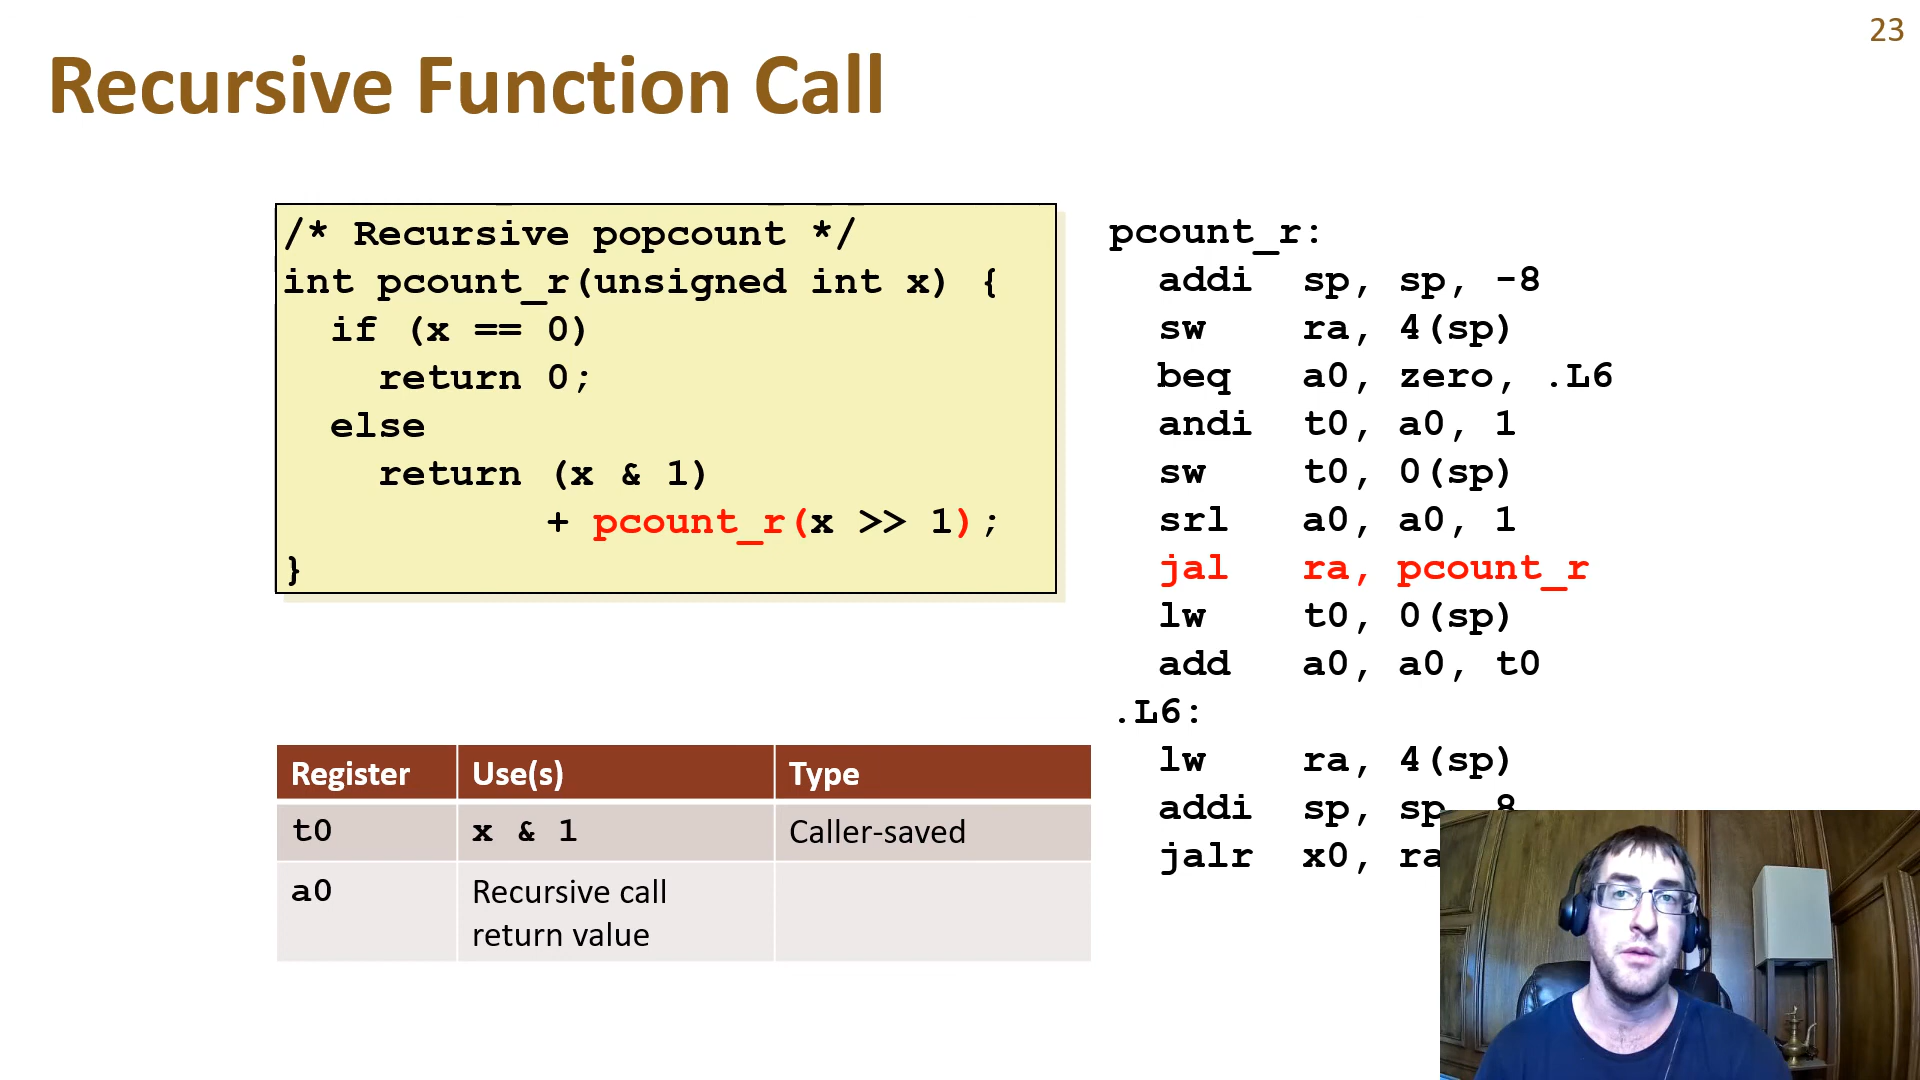 23
Recursive Function Call
/* Recursive popcount */
int pcount_r(unsigned int x) {
if (x == 0)
return 0;
else
return (x & 1)
+ pcount_r(x >> 1);
}
pcount_r:
addi sp, sp, -8
sw ra, 4(sp)
beq a0, zero, .L6
andi t0, a0, 1
sw t0, 0(sp)
srl a0, a0, 1
jal ra, pcount_r
lw t0, 0(sp)
add a0, a0, t0
.L6:
lw ra, 4(sp)
addi sp, sp, 8
jalr x0, ra
Register Use(s) Type
t0 x & 1 Caller-saved
a0 Recursive call
return value